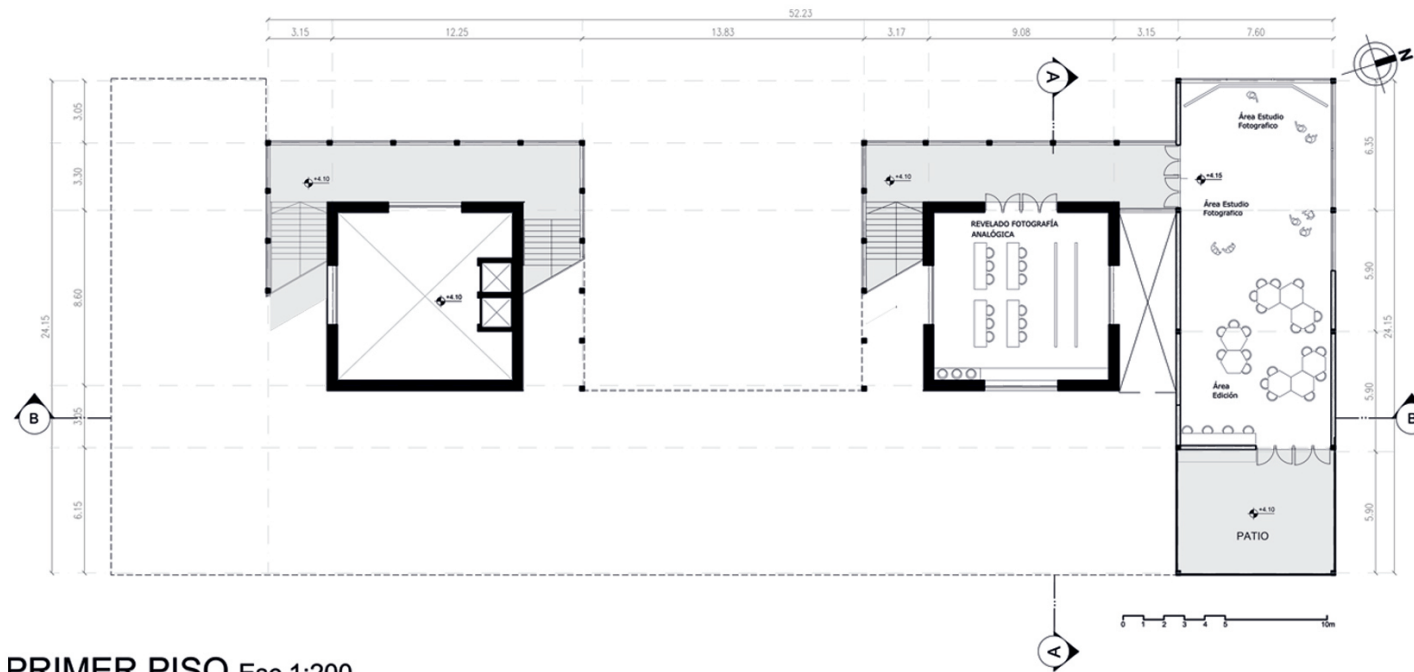 52.23
3.15 12.25 13.83 3.17 9.08 3.15 7.60
A
N
3.05
Área Estudio
Fotografico
6.35
3.30
+4.10
+4.10
+4.15
Área Estudio
Fotografico
REVELADO FOTOGRAFÍA
ANALÓGICA
5.90
8.60
+4.10
24.15
24.15
Área
Edición
5.90
B
3.05
B
6.15
+4.10
5.90
PATIO
0 1 2 3 4 5 10m
A
PRIMER PISO Esc 1:200